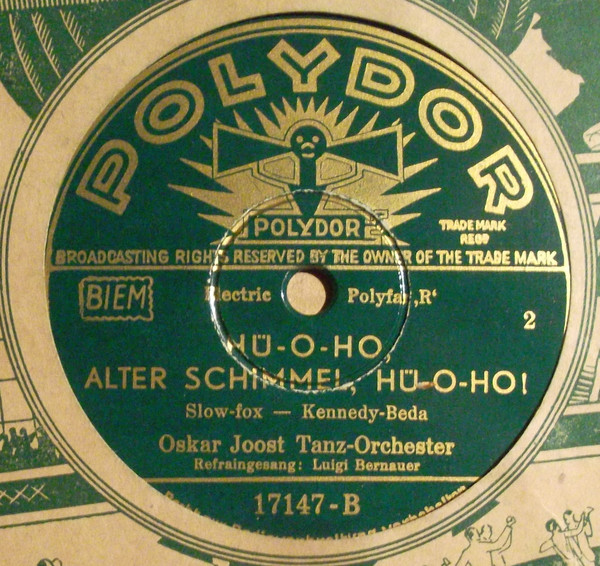 POLYDOR
POLYDOR
TRADE MARK
REGD
BROADCASTING RIGHTS RESERVED BY THE OWNER OF THE TRADE MARK
BIEM
Electric Polyfar „R“
2
HÜ-O-HO,
ALTER SCHIMMEL, HÜ-O-HO!
Slow-fox — Kennedy-Beda
Oskar Joost Tanz-Orchester
Refraingesang: Luigi Bernauer
17147-B